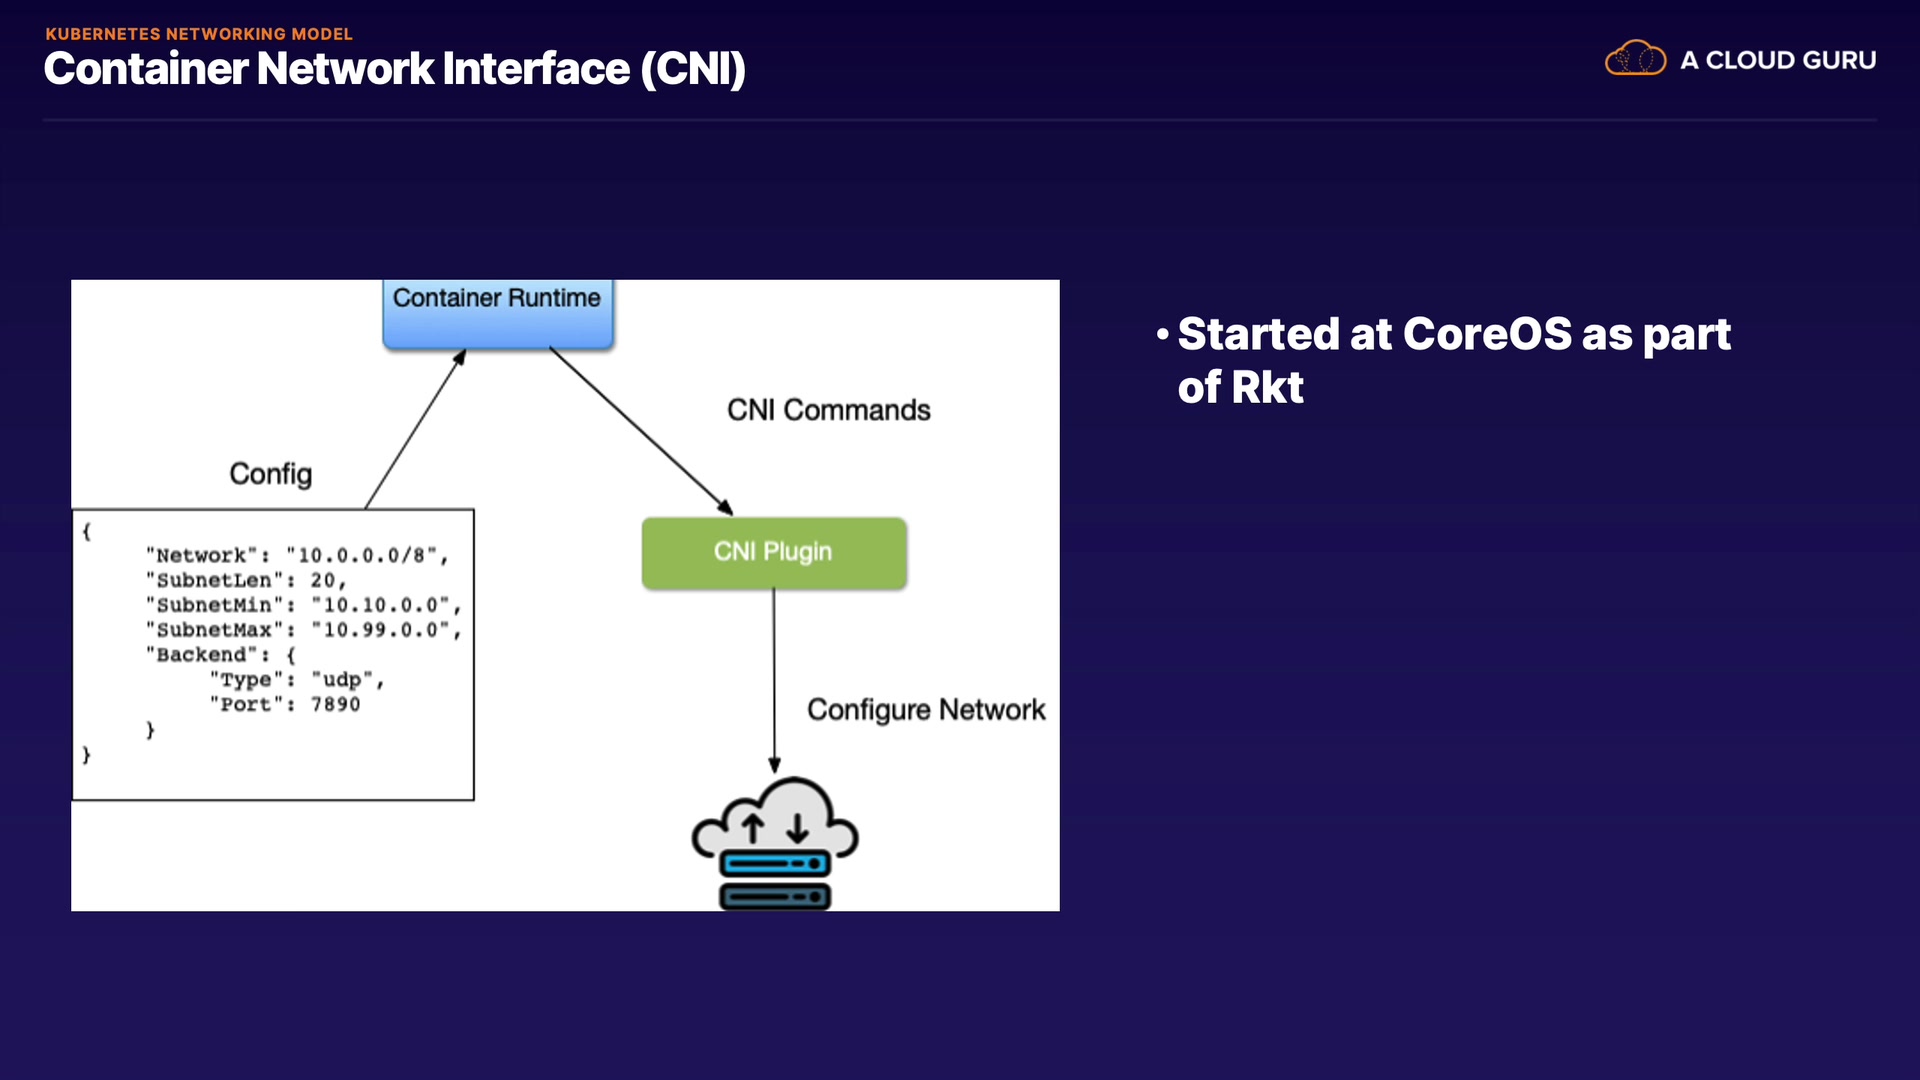 KUBERNETES NETWORKING MODEL
Container Network Interface (CNI)
A CLOUD GURU
Container Runtime
CNI Commands
Config
{
"Network": "10.0.0.0/8",
"SubnetLen": 20,
"SubnetMin": "10.10.0.0",
"SubnetMax": "10.99.0.0",
"Backend": {
"Type": "udp",
"Port": 7890
}
}
CNI Plugin
Configure Network
• Started at CoreOS as part
of Rkt